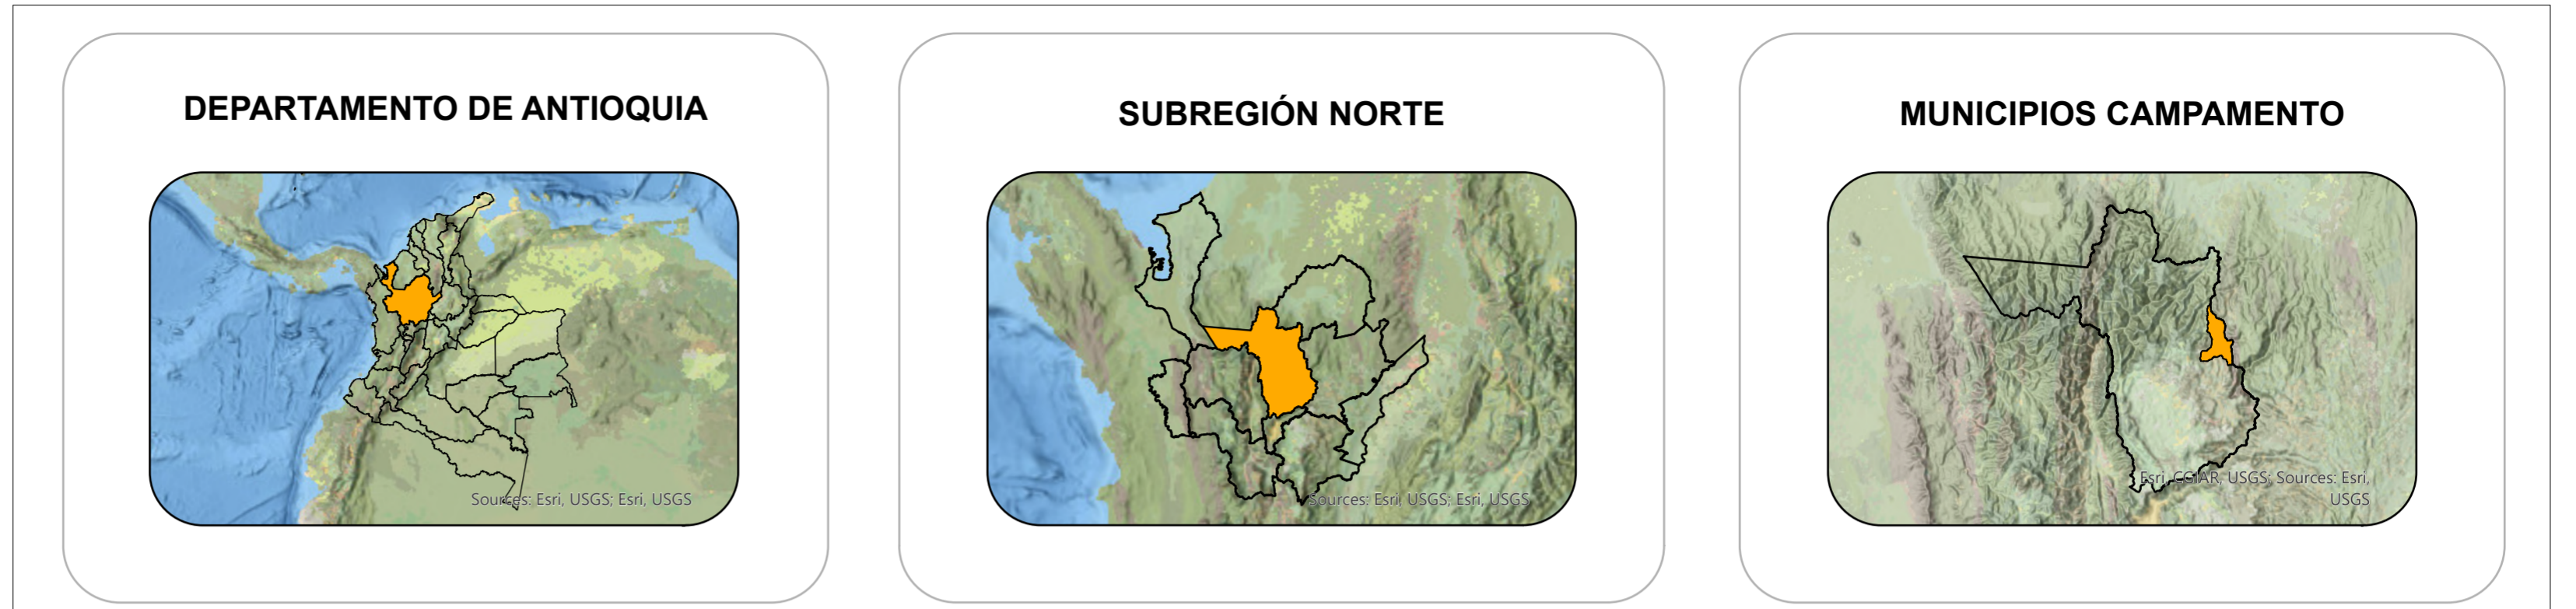 DEPARTAMENTO DE ANTIOQUIA
Sources: Esri, USGS; Esri, USGS
SUBREGIÓN NORTE
Sources: Esri, USGS; Esri, USGS
MUNICIPIOS CAMPAMENTO
Esri, CGIAR, USGS; Sources: Esri,
USGS